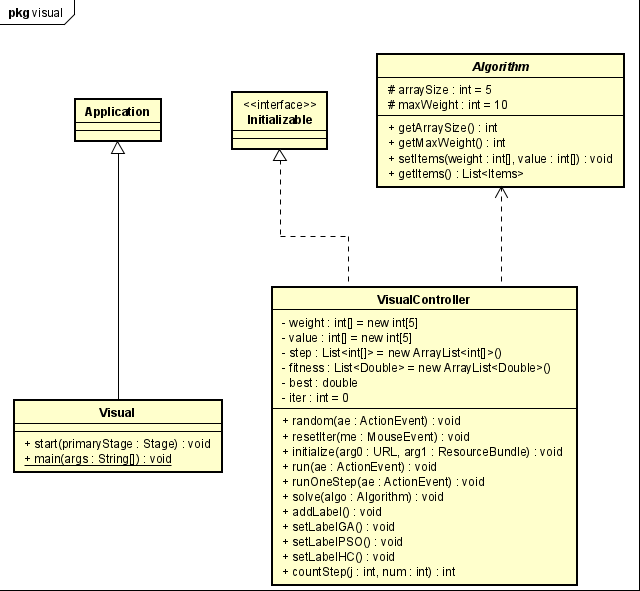 pkg visual
Application
<<interface>>
Initializable
Algorithm
# arraySize : int = 5
# maxWeight : int = 10
+ getArraySize() : int
+ getMaxWeight() : int
+ setItems(weight : int[], value : int[]) : void
+ getItems() : List<Items>
Visual
+ start(primaryStage : Stage) : void
+ main(args : String[]) : void
VisualController
- weight : int[] = new int[5]
- value : int[] = new int[5]
- step : List<int[]> = new ArrayList<int[]>()
- fitness : List<Double> = new ArrayList<Double>()
- best : double
- iter : int = 0
+ random(ae : ActionEvent) : void
+ resetIter(me : MouseEvent) : void
+ initialize(arg0 : URL, arg1 : ResourceBundle) : void
+ run(ae : ActionEvent) : void
+ runOneStep(ae : ActionEvent) : void
+ solve(algo : Algorithm) : void
+ addLabel() : void
+ setLabelGA() : void
+ setLabelPSO() : void
+ setLabelHC() : void
+ countStep(j : int, num : int) : int